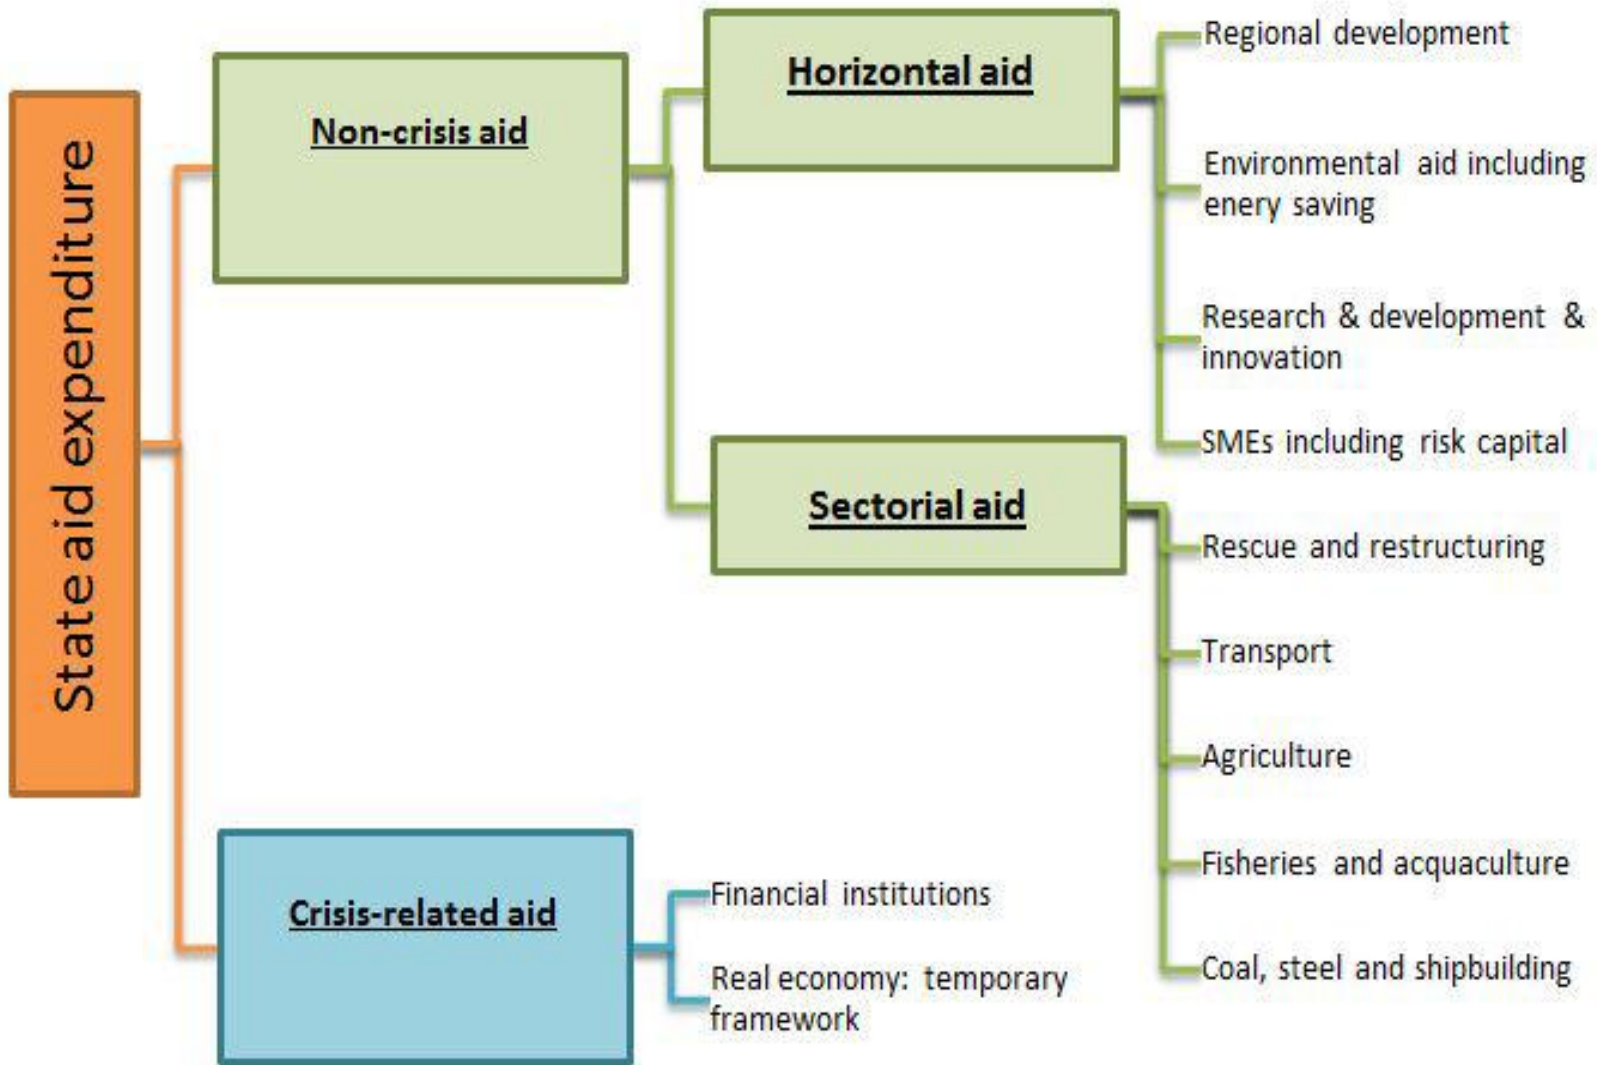 State aid expenditure
Non-crisis aid
Horizontal aid
Regional development
Environmental aid including
enery saving
Research & development &
innovation
SMEs including risk capital
Sectorial aid
Rescue and restructuring
Transport
Agriculture
Fisheries and acquaculture
Coal, steel and shipbuilding
Crisis-related aid
Financial institutions
Real economy: temporary
framework